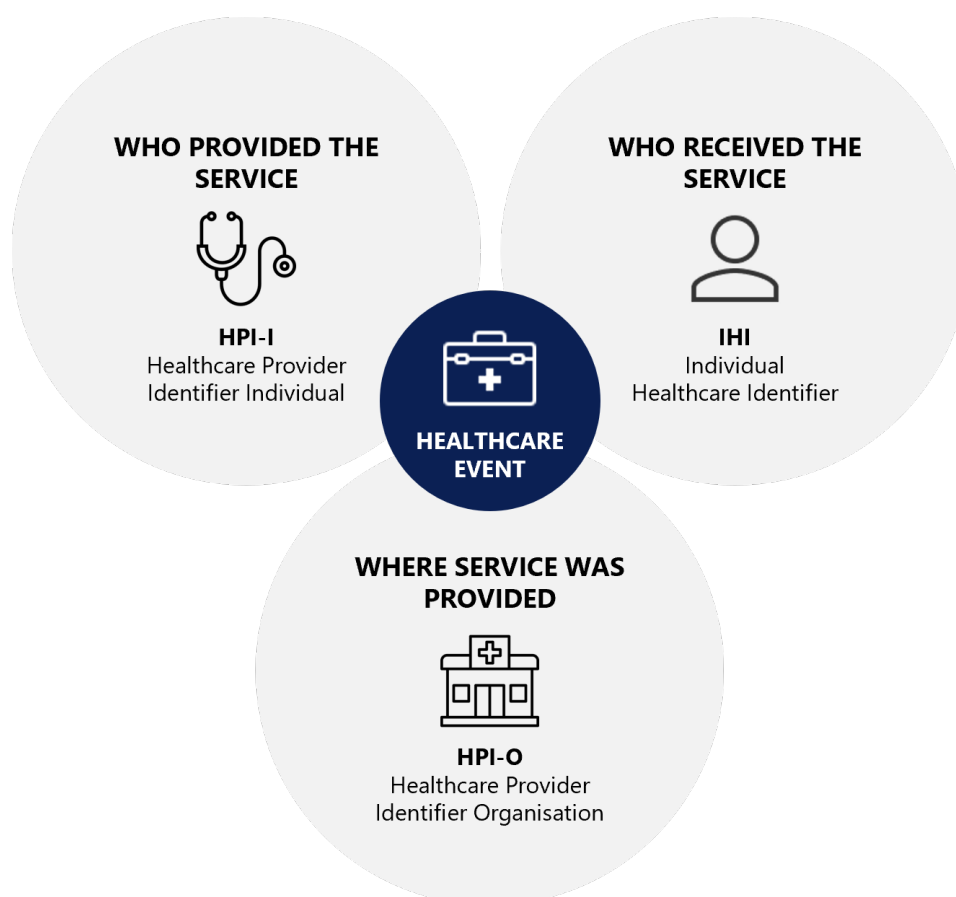 WHO PROVIDED THE
SERVICE
HPI-I
Healthcare Provider
Identifier Individual
WHO RECEIVED THE
SERVICE
IHI
Individual
Healthcare Identifier
HEALTHCARE
EVENT
WHERE SERVICE WAS
PROVIDED
HPI-O
Healthcare Provider
Identifier Organisation